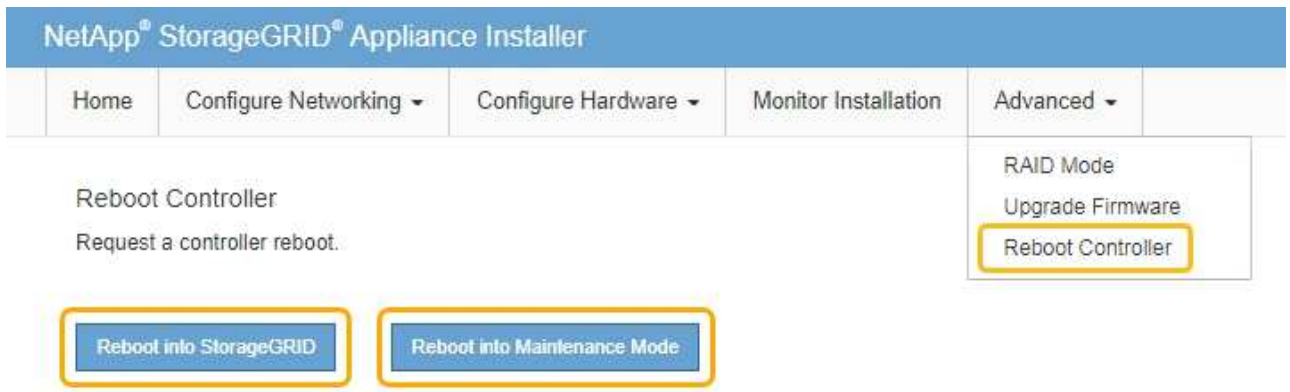 NetApp® StorageGRID® Appliance Installer
Home Configure Networking Configure Hardware Monitor Installation Advanced
RAID Mode
Upgrade Firmware
Reboot Controller
Reboot Controller
Request a controller reboot.
Reboot into StorageGRID Reboot into Maintenance Mode